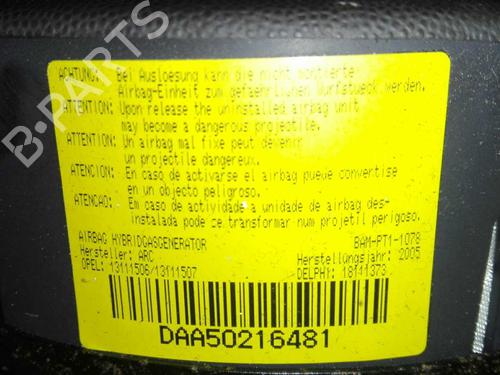 B-PARTS
ACHTUNG: Bei Ausloesung kann die nicht montierte
Airbag-Einheit zum gefaehrlichen Wurfstueck werden.
ATTENTION: Upon release the uninstalled airbag unit
may become a dangerous projectile.
ATTENTION: Un airbag mal fixe peut devenir
un projectile dangereux.
ATENCION: En caso de activarse el airbag puede convertise
en un objecto peligroso.
ATENCAO: Em caso de actividade a unidade de airbag des-
instalada pode se transformar num projetil perigoso.
AIRBAG HYBRIDGASGENERATOR BAM-PT1-1078
Hersteller: ARC Herstellungsjahr: 2005
OPEL: 13111506/13111507 DELPHI: 18111373
DAA50216481